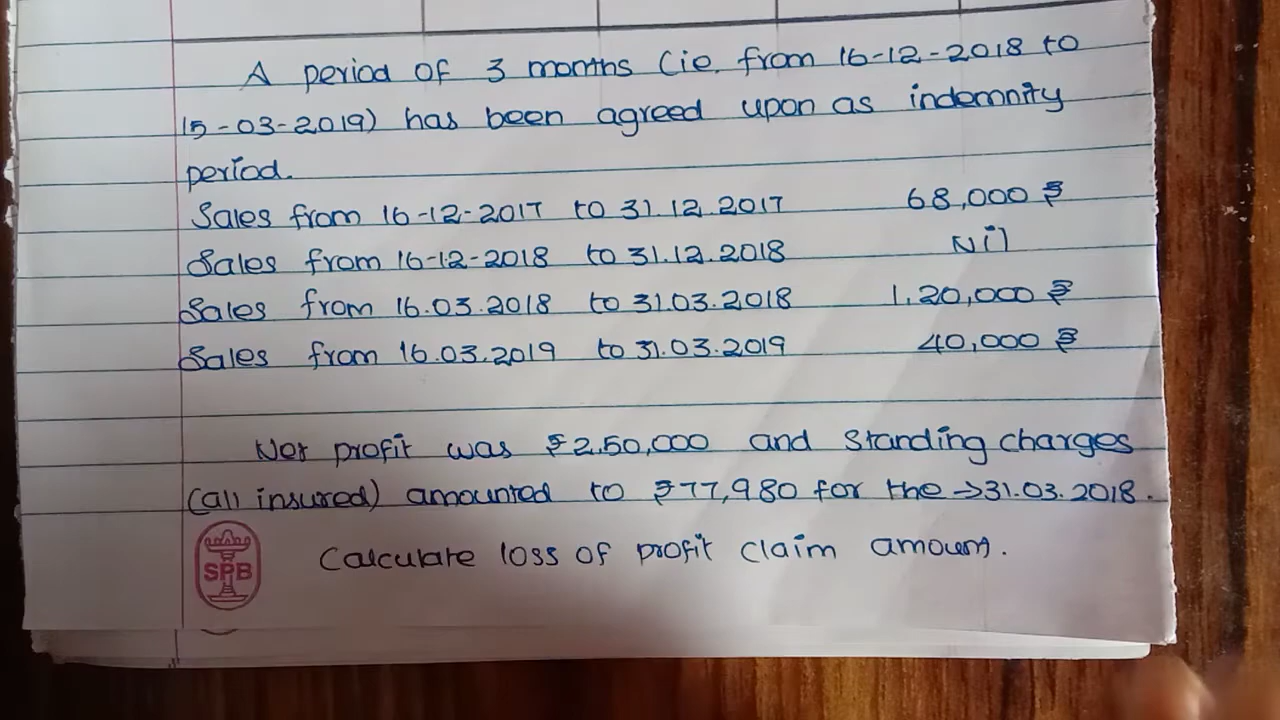 A period of 3 months (ie. from 16-12-2018 to
15-03-2019) has been agreed upon as indemnity
period.
Sales from 16-12-2017 to 31.12.2017 68,000 ₹
Sales from 16-12-2018 to 31.12.2018 Nil
Sales from 16.03.2018 to 31.03.2018 1,20,000 ₹
Sales from 16.03.2019 to 31.03.2019 40,000 ₹
Net profit was ₹2,50,000 and Standing charges
(all insured) amounted to ₹77,980 for the →31.03.2018.
Calculate loss of profit claim amount.
SPB